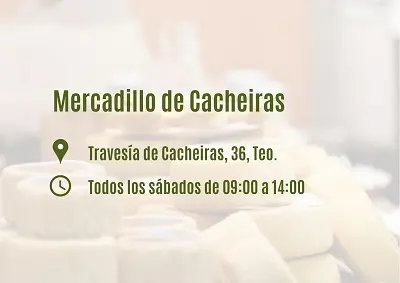 Mercadillo de Cacheiras
Travesía de Cacheiras, 36, Teo.
Todos los sábados de 09:00 a 14:00